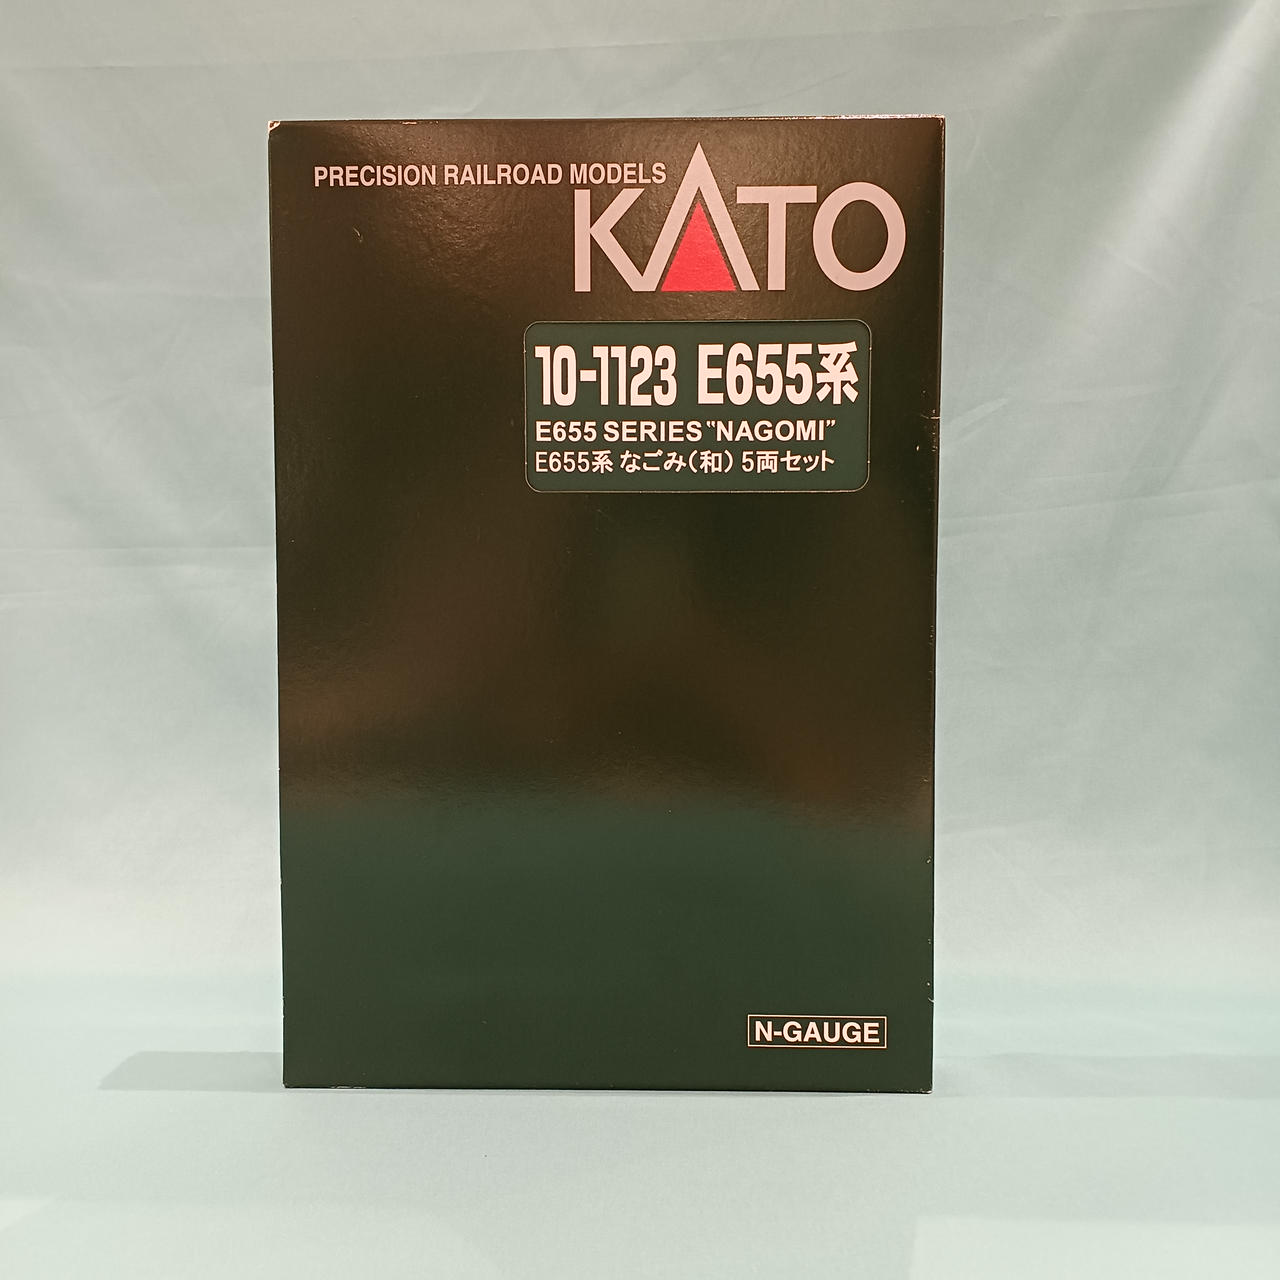 PRECISION RAILROAD MODELS
KATO
10-1123 E655系
E655 SERIES "NAGOMI"
E655系 なごみ(和) 5両セット
N-GAUGE